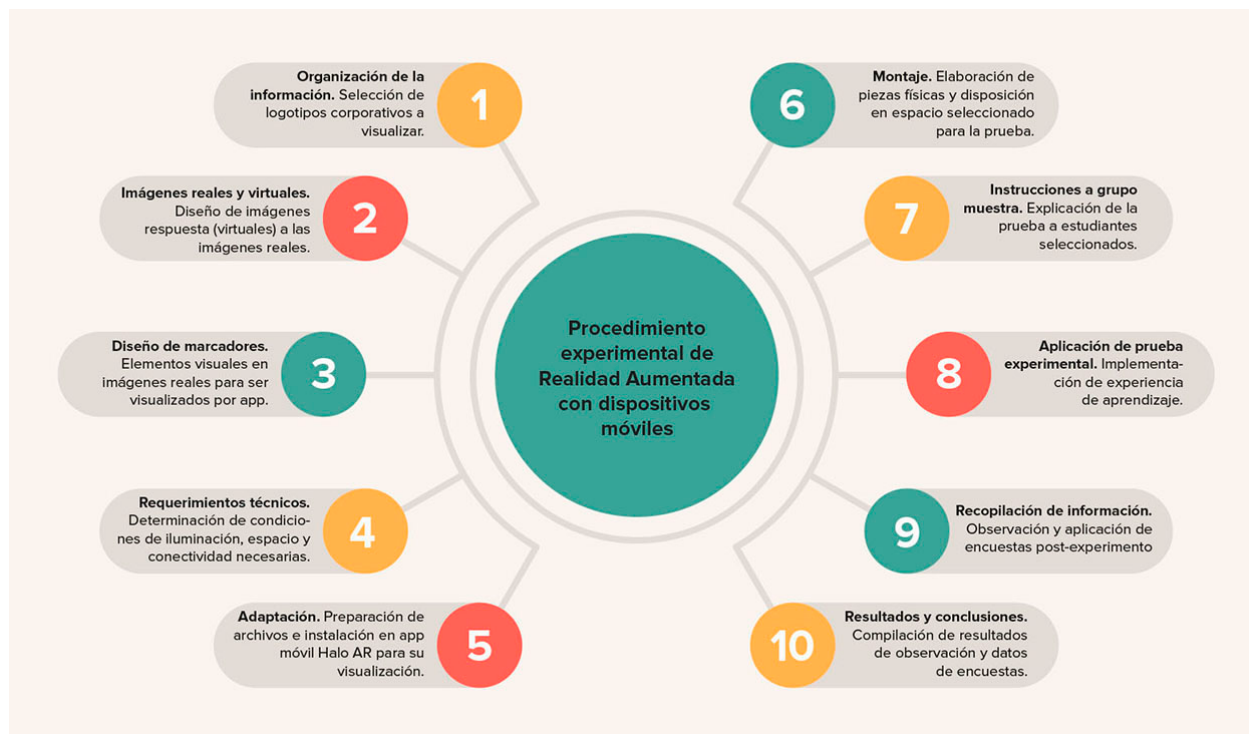 Procedimiento
experimental de
Realidad Aumentada
con dispositivos
móviles
1
Organización de la
información. Selección de
logotipos corporativos a
visualizar.
2
Imágenes reales y virtuales.
Diseño de imágenes
respuesta (virtuales) a las
imágenes reales.
3
Diseño de marcadores.
Elementos visuales en
imágenes reales para ser
visualizados por app.
4
Requerimientos técnicos.
Determinación de condicio-
nes de iluminación, espacio y
conectividad necesarias.
5
Adaptación. Preparación de
archivos e instalación en app
móvil Halo AR para su
visualización.
6
Montaje. Elaboración de
piezas físicas y disposición
en espacio seleccionado
para la prueba.
7
Instrucciones a grupo
muestra. Explicación de la
prueba a estudiantes
seleccionados.
8
Aplicación de prueba
experimental. Implementa-
ción de experiencia
de aprendizaje.
9
Recopilación de información.
Observación y aplicación de
encuestas post-experimento
10
Resultados y conclusiones.
Compilación de resultados
de observación y datos
de encuestas.